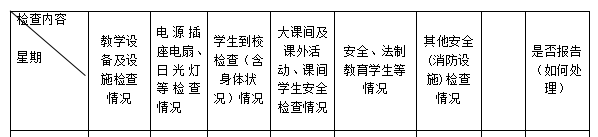 检查内容
星期
教学设
备及设
施检查
情况
电源插
座电扇、
日光灯
等检查
情况
学生到校
检查（含
身体状
况）情况
大课间及
课外活
动、课间
学生安全
检查情况
安全、法制
教育学生等
情况
其他安全
(消防设
施)检查
情况
是否报告
（如何处
理）